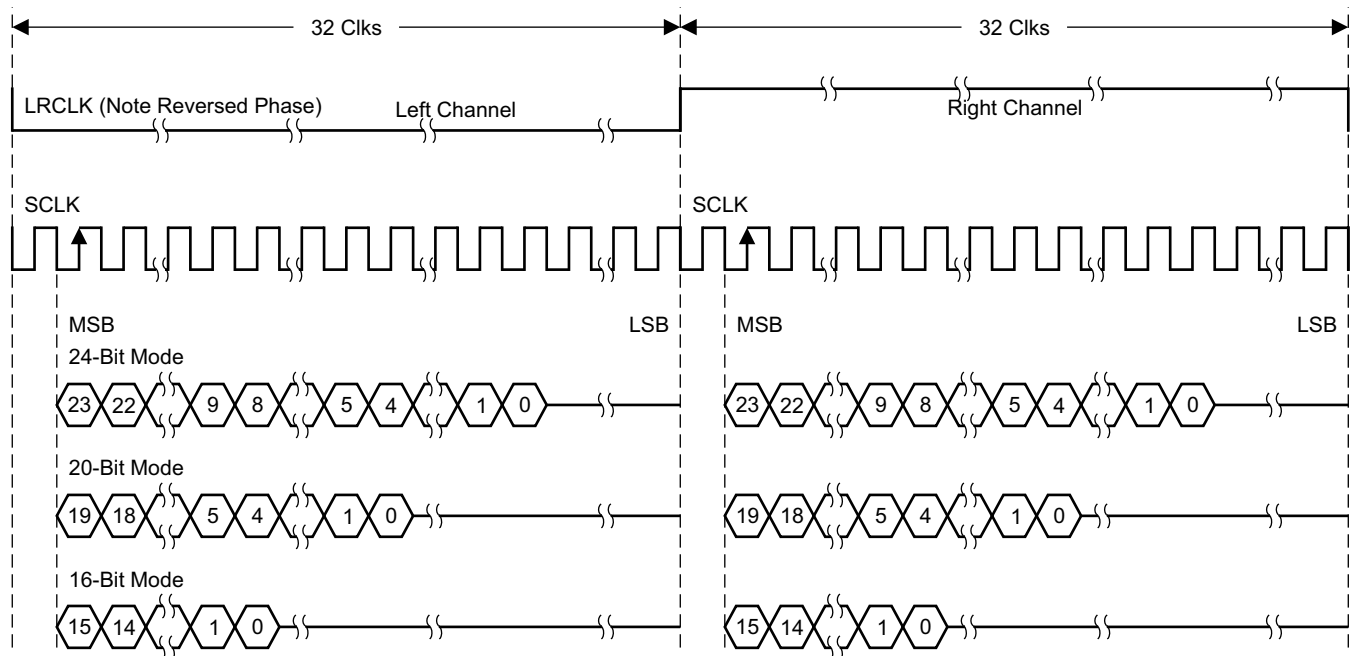 32 Clks 32 Clks
LRCLK (Note Reversed Phase) Left Channel Right Channel
SCLK SCLK
MSB LSB MSB LSB
24-Bit Mode
23 22 9 8 5 4 1 0 23 22 9 8 5 4 1 0
20-Bit Mode
19 18 5 4 1 0 19 18 5 4 1 0
16-Bit Mode
15 14 1 0 15 14 1 0